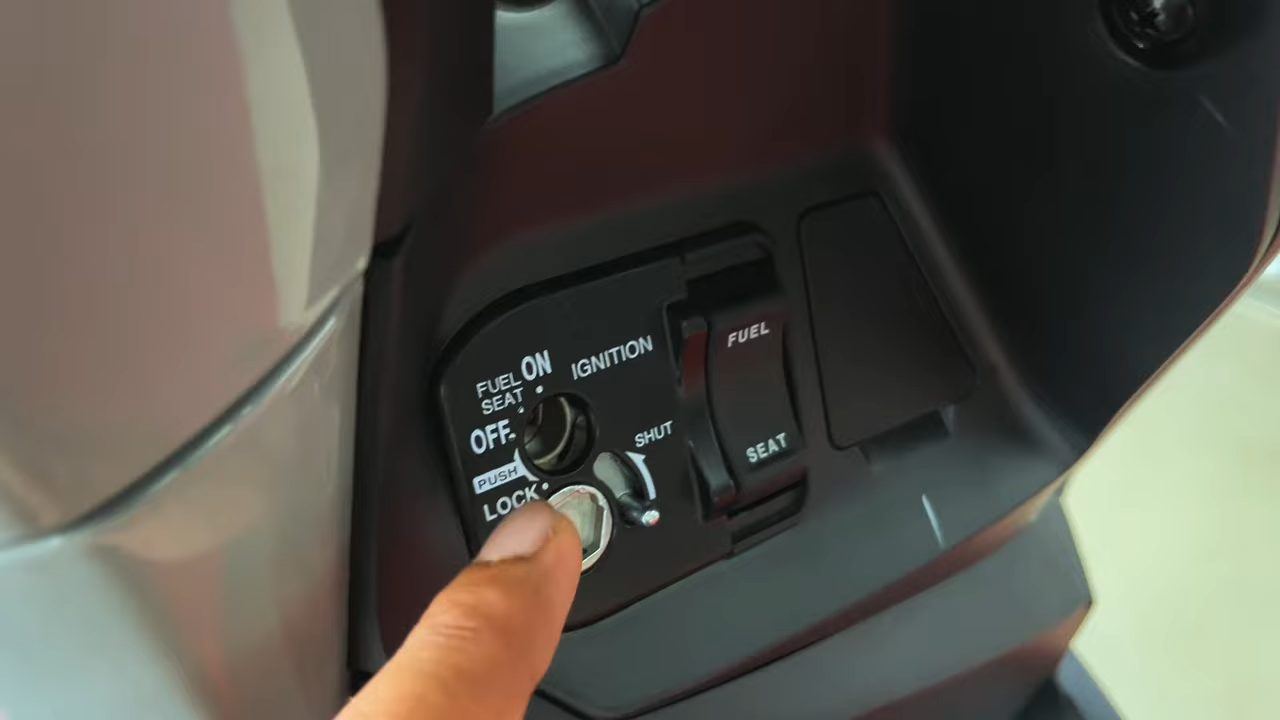 ON
IGNITION
FUEL
SEAT
OFF
PUSH
LOCK
SHUT
FUEL
SEAT